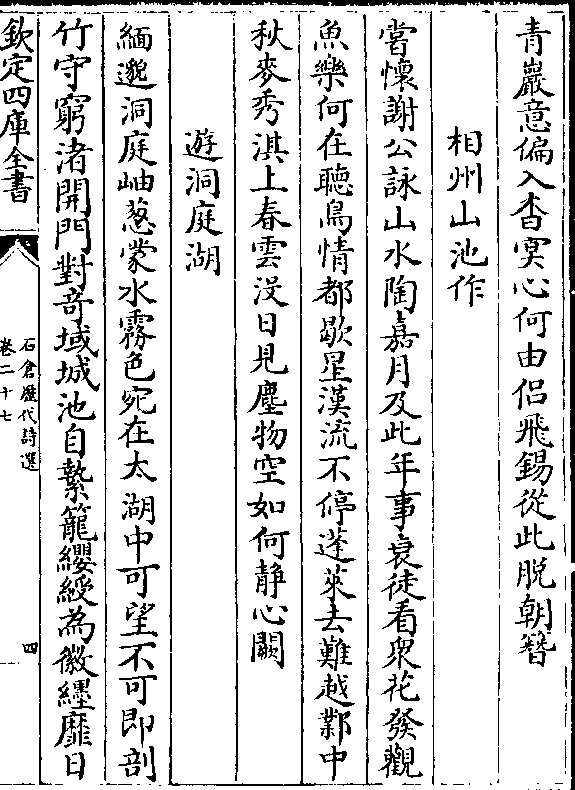 青巖意偏入杳冥心何由侶飛錫從此脫朝簪
相州山池作
嘗懷謝公詠山水陶嘉月及此年事衰徒看衆花發觀
魚樂何在聽鳥情都歇星漢流不停蓬萊去難越鄴中
秋麥秀淇上春雲沒日見塵物空如何静心闕
遊洞庭湖
緬邈洞庭岫葱蒙水霧色宛在太湖中可望不可即剖
竹守窮渚開門對奇域城池自縶籠纓綬為徽纆靡日
欽定四庫全書
石倉歷代詩選
卷二十七
四